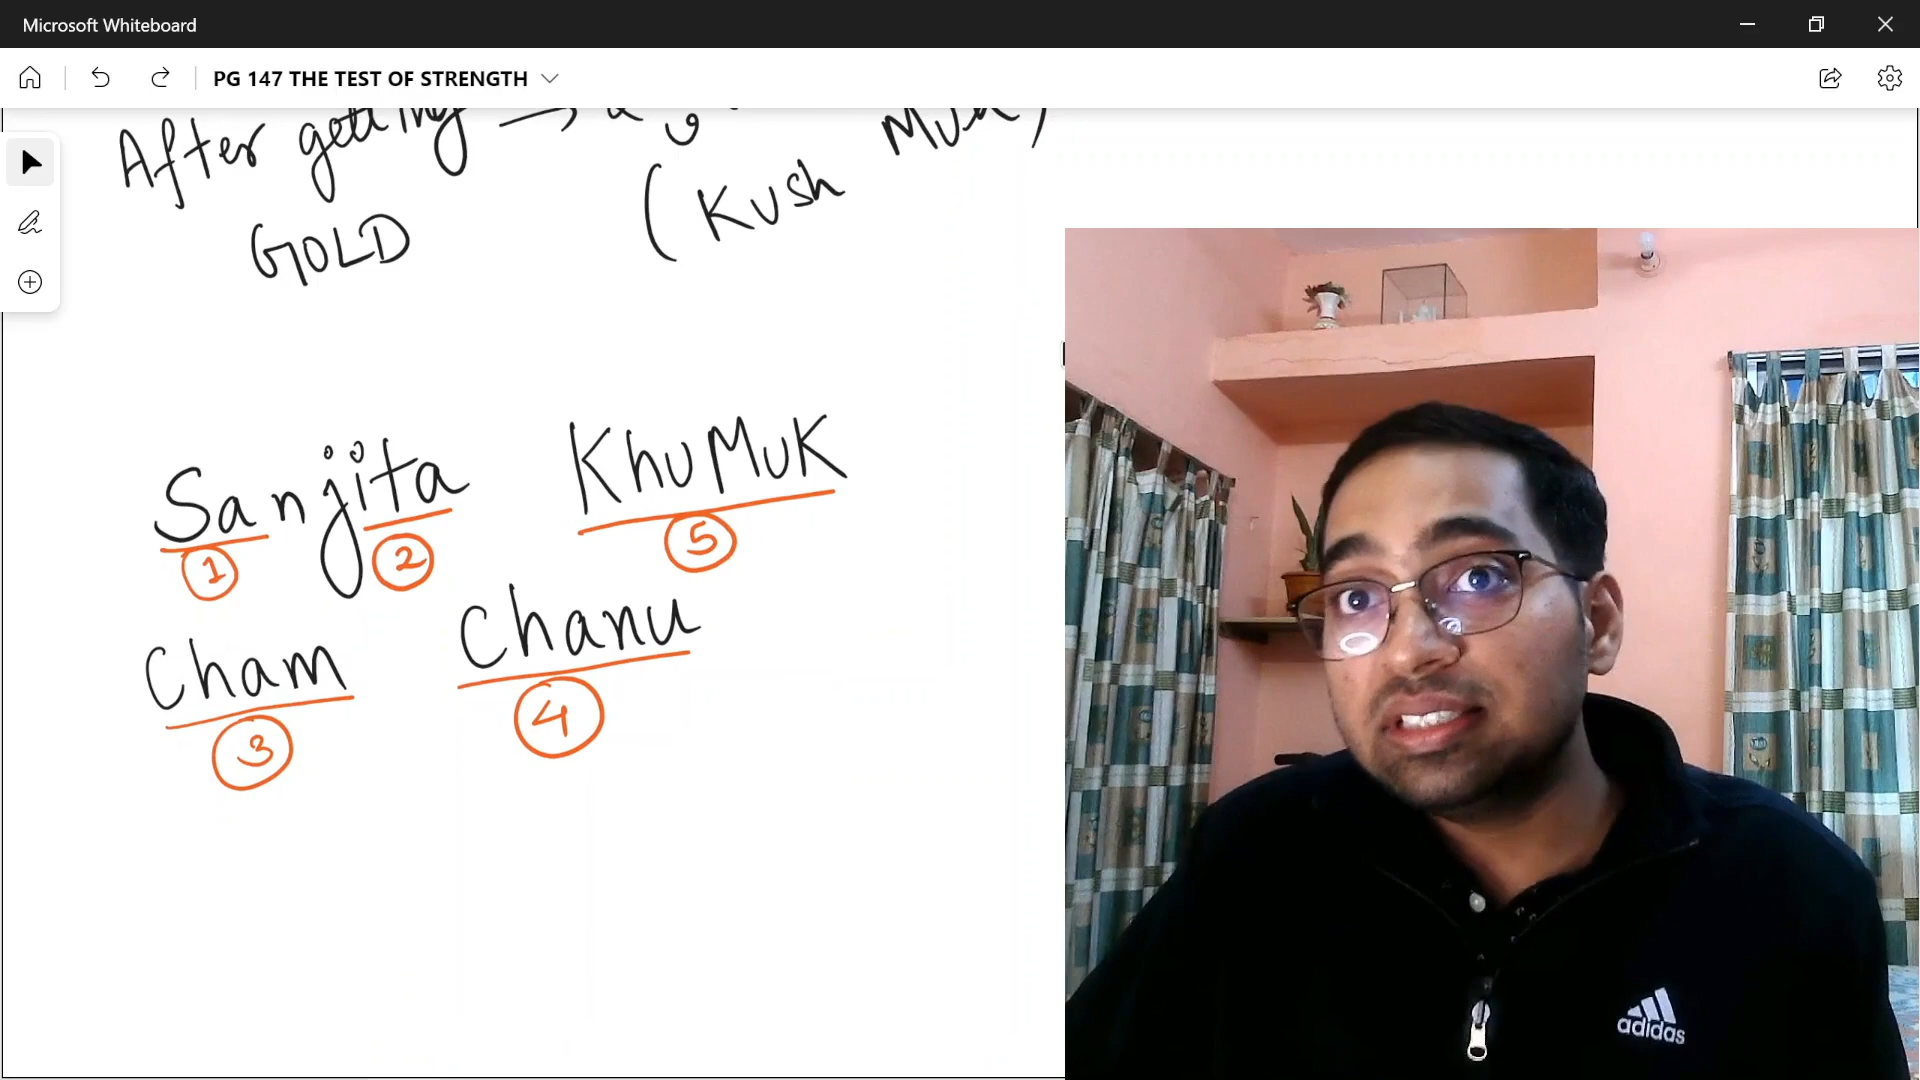 Microsoft Whiteboard
PG 147 THE TEST OF STRENGTH
After getting →
GOLD
(Kush
Sanjita KhuMuK
1 2 5
Cham Chanu
3 4
adidas